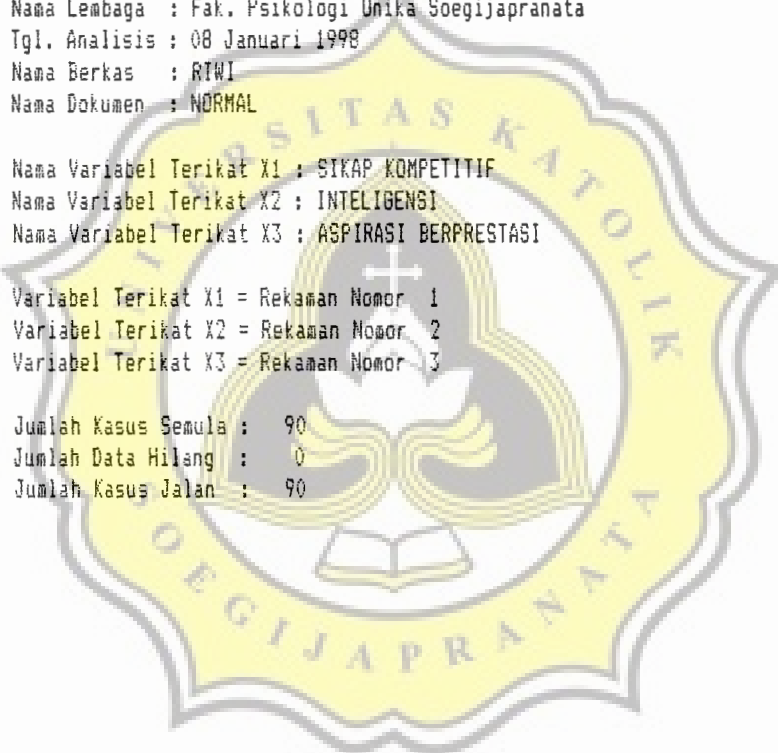 Nama Lembaga : Fak. Psikologi Unika Soegijapranata
Tgl. Analisis : 08 Januari 1998
Nama Berkas : RIWI
Nama Dokumen : NORMAL
Nama Variabel Terikat X1 : SIKAP KOMPETITIF
Nama Variabel Terikat X2 : INTELIGENSI
Nama Variabel Terikat X3 : ASPIRASI BERPRESTASI
Variabel Terikat X1 = Rekaman Nomor 1
Variabel Terikat X2 = Rekaman Nomor 2
Variabel Terikat X3 = Rekaman Nomor 3
Jumlah Kasus Semula : 90
Jumlah Data Hilang : 0
Jumlah Kasus Jalan : 90
UNIVERSITAS KATOLIK
SOEGIJAPRANATA